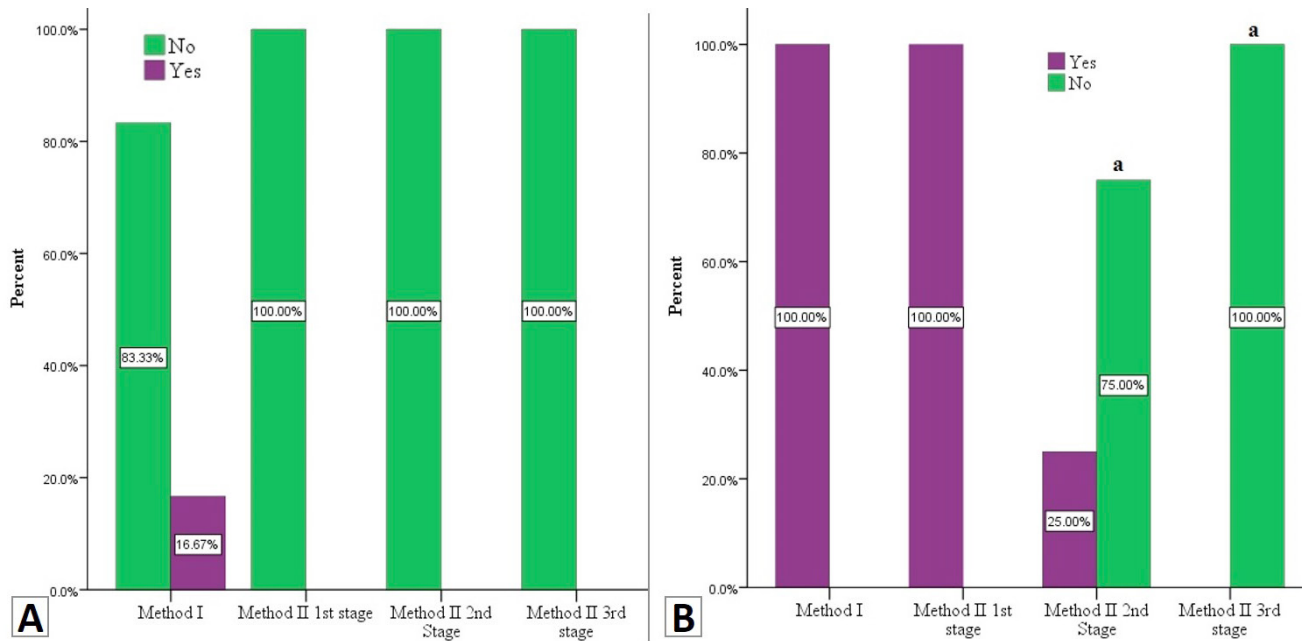 100.0%
80.0%
60.0%
40.0%
20.0%
0.0%
Percent
No
Yes
83.33%
16.67%
100.00%
100.00%
100.00%
Method I
Method II 1st stage
Method II 2nd
Stage
Method II 3rd
stage
A
100.0%
80.0%
60.0%
40.0%
20.0%
0.0%
Percent
Yes
No
a
a
100.00%
100.00%
25.00%
75.00%
100.00%
Method I
Method II 1st
stage
Method II 2nd
Stage
Method II 3rd
stage
B